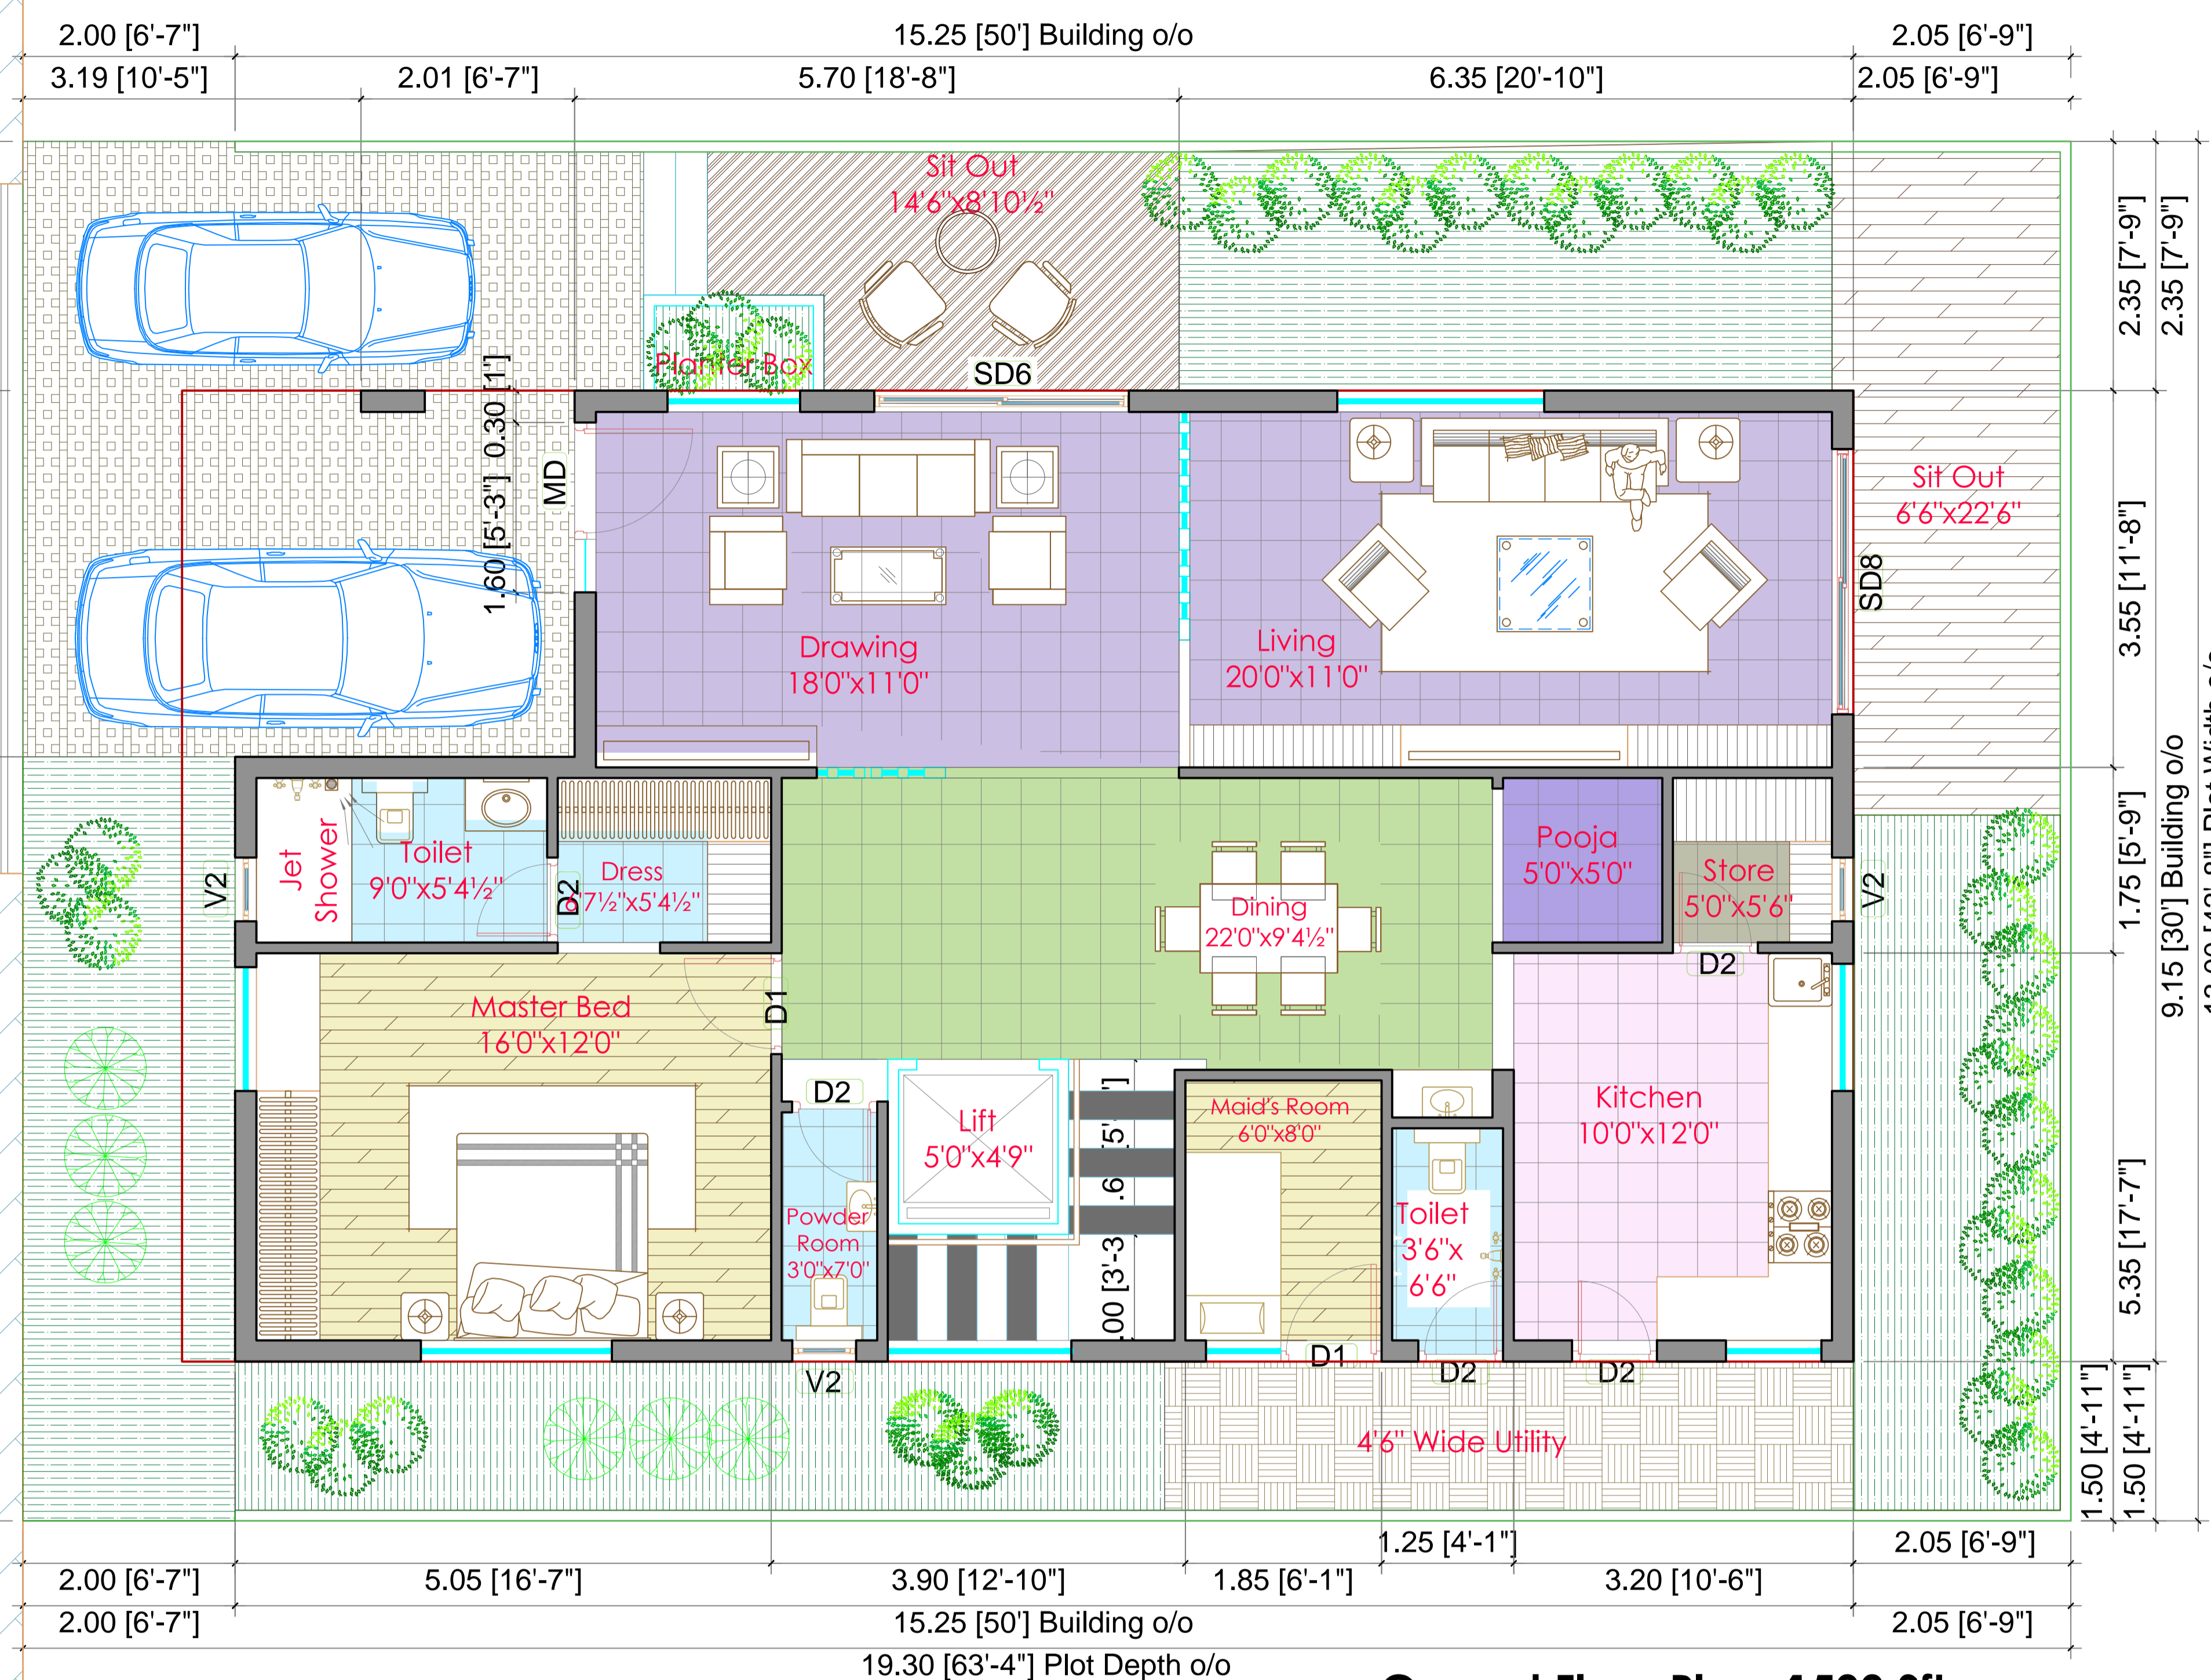 2.00 [6'-7"]
15.25 [50'] Building o/o
2.05 [6'-9"]
3.19 [10'-5"]
2.01 [6'-7"]
5.70 [18'-8"]
6.35 [20'-10"]
2.05 [6'-9"]
Sit Out
14'6"x8'10½"
2.35 [7'-9"]
2.35 [7'-9"]
Planter Box
SD6
0.30 [1']
MD
1.60 [5'-3"]
Sit Out
6'6"x22'6"
SD8
3.55 [11'-8"]
Drawing
18'0"x11'0"
Living
20'0"x11'0"
Jet
Shower
Toilet
9'0"x5'4½"
V2
D2
Dress
6'7½"x5'4½"
Dining
22'0"x9'4½"
Pooja
5'0"x5'0"
Store
5'0"x5'6"
V2
D2
1.75 [5'-9"]
9.15 [30'] Building o/o
Plot Width o/o
Master Bed
16'0"x12'0"
D1
D2
Lift
5'0"x4'9"
Maid's Room
6'0"x8'0"
Kitchen
10'0"x12'0"
Powder
Room
3'0"x7'0"
Toilet
3'6"x
6'6"
5.35 [17'-7"]
V2
D1
D2
D2
4'6" Wide Utility
1.50 [4'-11"]
1.50 [4'-11"]
1.25 [4'-1"]
2.05 [6'-9"]
2.00 [6'-7"]
5.05 [16'-7"]
3.90 [12'-10"]
1.85 [6'-1"]
3.20 [10'-6"]
2.00 [6'-7"]
15.25 [50'] Building o/o
2.05 [6'-9"]
19.30 [63'-4"] Plot Depth o/o